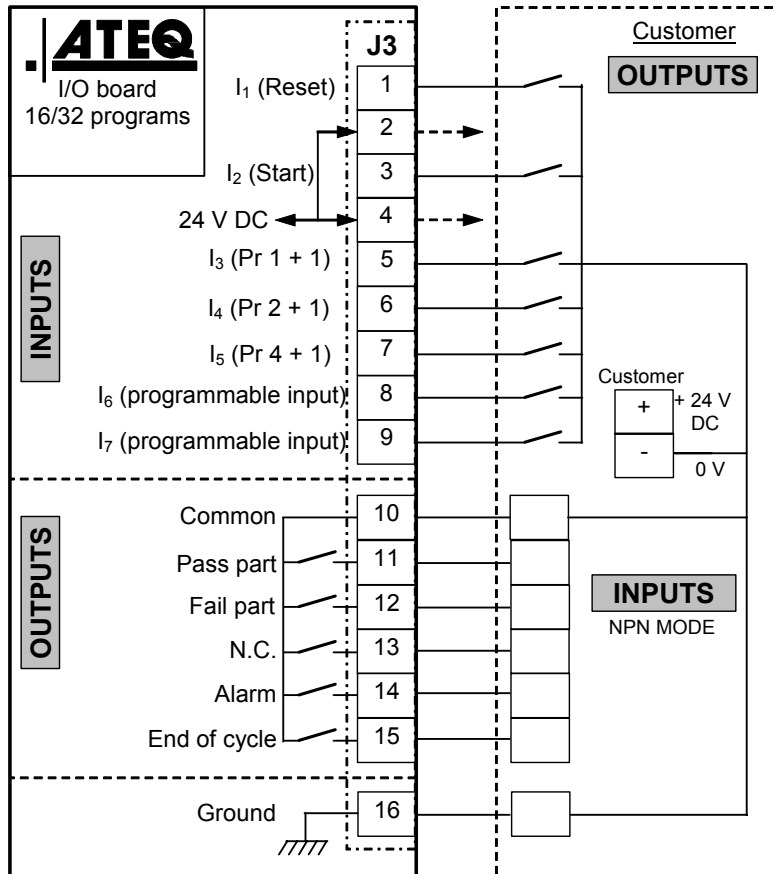 ATEQ
I/O board
16/32 programs
J3
Customer
OUTPUTS
I₁ (Reset)
1
2
I₂ (Start)
3
24 V DC
4
I₃ (Pr 1 + 1)
5
I₄ (Pr 2 + 1)
6
I₅ (Pr 4 + 1)
7
I₆ (programmable input)
8
I₇ (programmable input)
9
INPUTS
Customer
+
+ 24 V
DC
-
0 V
Common
10
Pass part
11
Fail part
12
N.C.
13
Alarm
14
End of cycle
15
OUTPUTS
INPUTS
NPN MODE
Ground
16